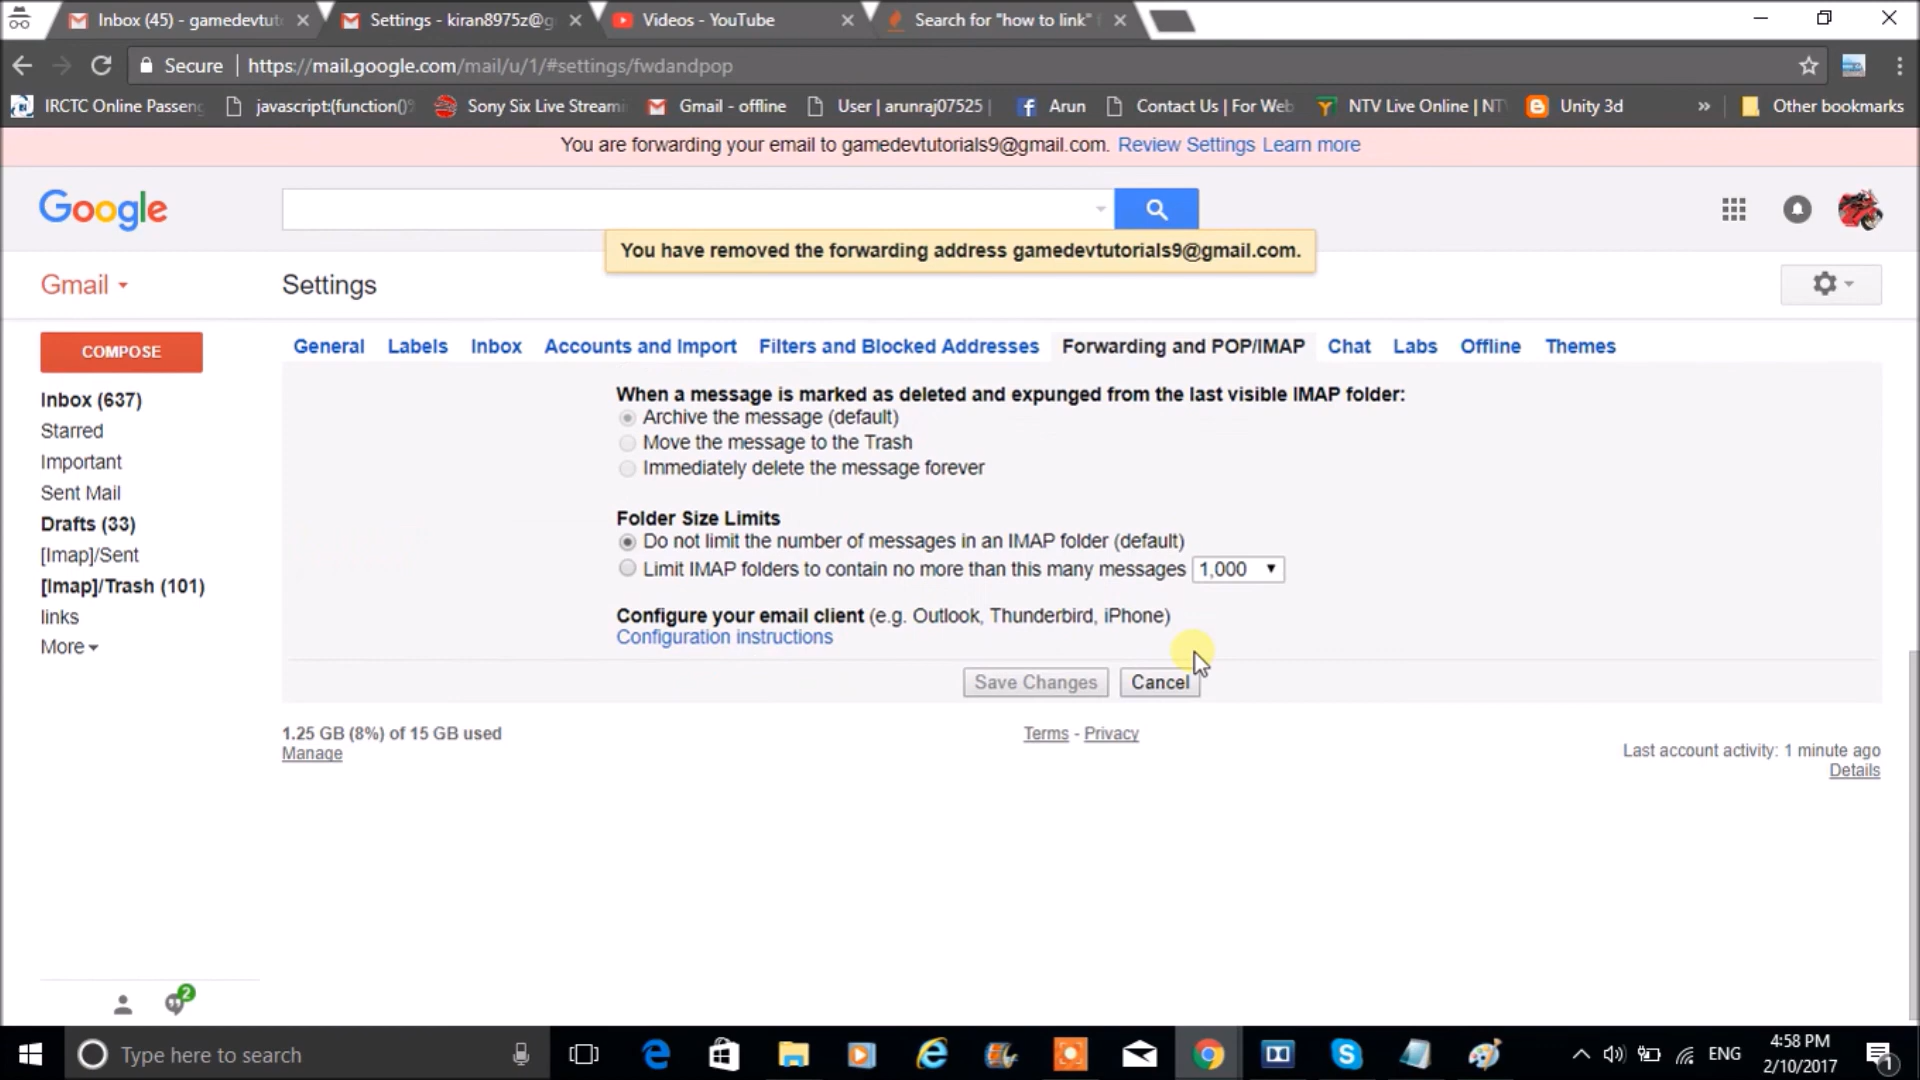 Inbox (45) - gamedevtut
Settings - kiran8975z@g
Videos - YouTube
Search for "how to link"
Secure
https://mail.google.com/mail/u/1/#settings/fwdandpop
IRCTC Online Passen
javascript:(function()
Sony Six Live Streami
Gmail - offline
User | arunraj07525 |
Arun
Contact Us | For Web
NTV Live Online | NT
Unity 3d
»
Other bookmarks
You are forwarding your email to gamedevtutorials9@gmail.com. Review Settings Learn more
Google
You have removed the forwarding address gamedevtutorials9@gmail.com.
Gmail
Settings
COMPOSE
General
Labels
Inbox
Accounts and Import
Filters and Blocked Addresses
Forwarding and POP/IMAP
Chat
Labs
Offline
Themes
Inbox (637)
Starred
Important
Sent Mail
Drafts (33)
[Imap]/Sent
[Imap]/Trash (101)
links
More
When a message is marked as deleted and expunged from the last visible IMAP folder:
Archive the message (default)
Move the message to the Trash
Immediately delete the message forever
Folder Size Limits
Do not limit the number of messages in an IMAP folder (default)
Limit IMAP folders to contain no more than this many messages 1,000
Configure your email client (e.g. Outlook, Thunderbird, iPhone)
Configuration instructions
Save Changes
Cancel
1.25 GB (8%) of 15 GB used
Manage
Terms - Privacy
Last account activity: 1 minute ago
Details
2
Type here to search
ENG
4:58 PM
2/10/2017
1